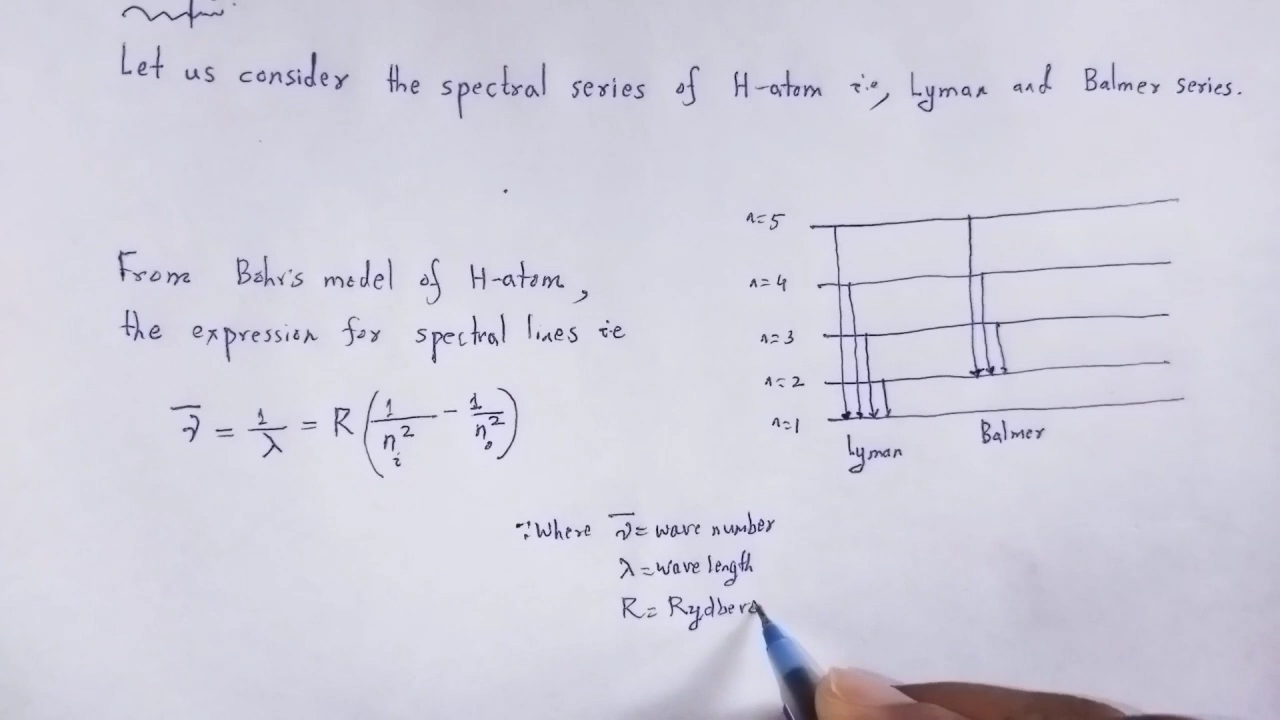 Let us consider the spectral series of H-atom i.e, Lyman and Balmer series.
From Bohr's model of H-atom,
the expression for spectral lines ie
ν̅ = 1/λ = R(1/nᵢ² - 1/nₒ²)
n=5
n=4
n=3
n=2
n=1
Lyman
Balmer
∵ Where ν̅ = wave number
λ = wave length
R = Rydberg